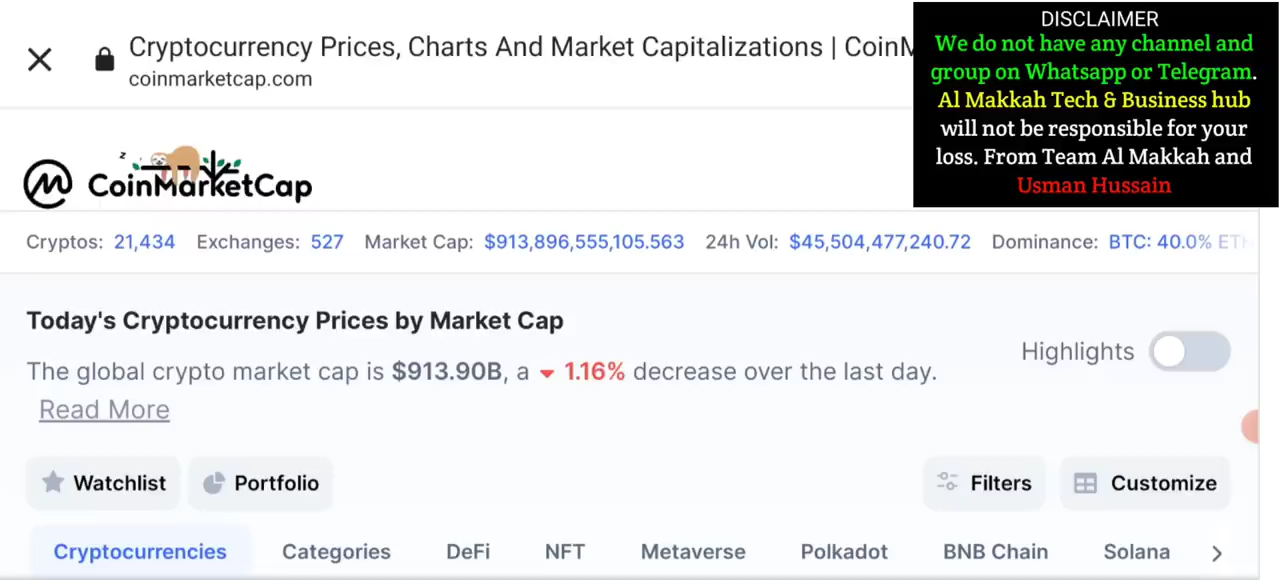 Cryptocurrency Prices, Charts And Market Capitalizations | Coin
coinmarketcap.com
DISCLAIMER
We do not have any channel and
group on Whatsapp or Telegram.
Al Makkah Tech & Business hub
will not be responsible for your
loss. From Team Al Makkah and
Usman Hussain
z
CoinMarketCap
Cryptos: 21,434 Exchanges: 527 Market Cap: $913,896,555,105.563 24h Vol: $45,504,477,240.72 Dominance: BTC: 40.0% ETH
Today's Cryptocurrency Prices by Market Cap
Highlights
The global crypto market cap is $913.90B, a 1.16% decrease over the last day.
Read More
Watchlist Portfolio Filters Customize
Cryptocurrencies Categories DeFi NFT Metaverse Polkadot BNB Chain Solana